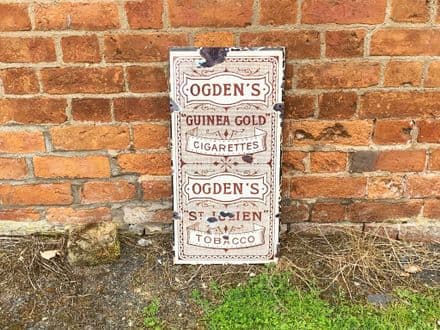 OGDEN'S
"GUINEA GOLD"
CIGARETTES
OGDEN'S
TOBACCO